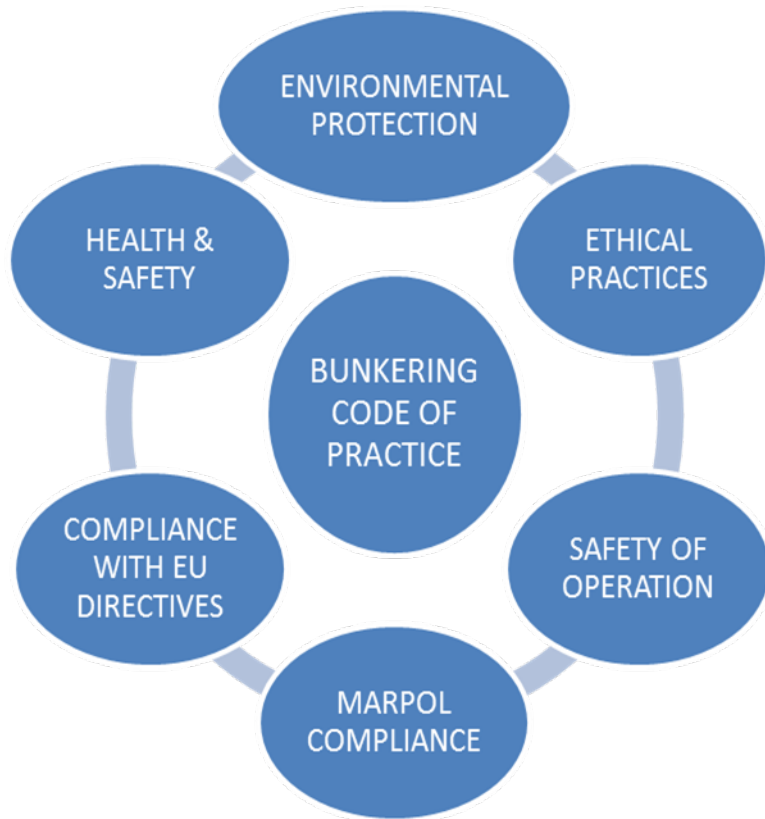 ENVIRONMENTAL
PROTECTION
ETHICAL
PRACTICES
SAFETY OF
OPERATION
MARPOL
COMPLIANCE
COMPLIANCE
WITH EU
DIRECTIVES
HEALTH &
SAFETY
BUNKERING
CODE OF
PRACTICE